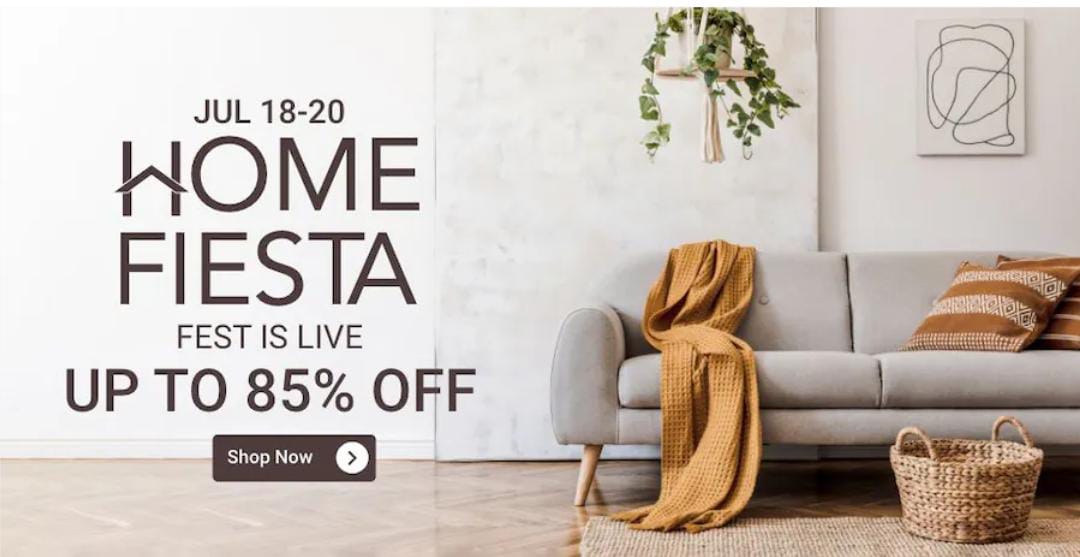 JUL 18-20
HOME
FIESTA
FEST IS LIVE
UP TO 85% OFF
Shop Now